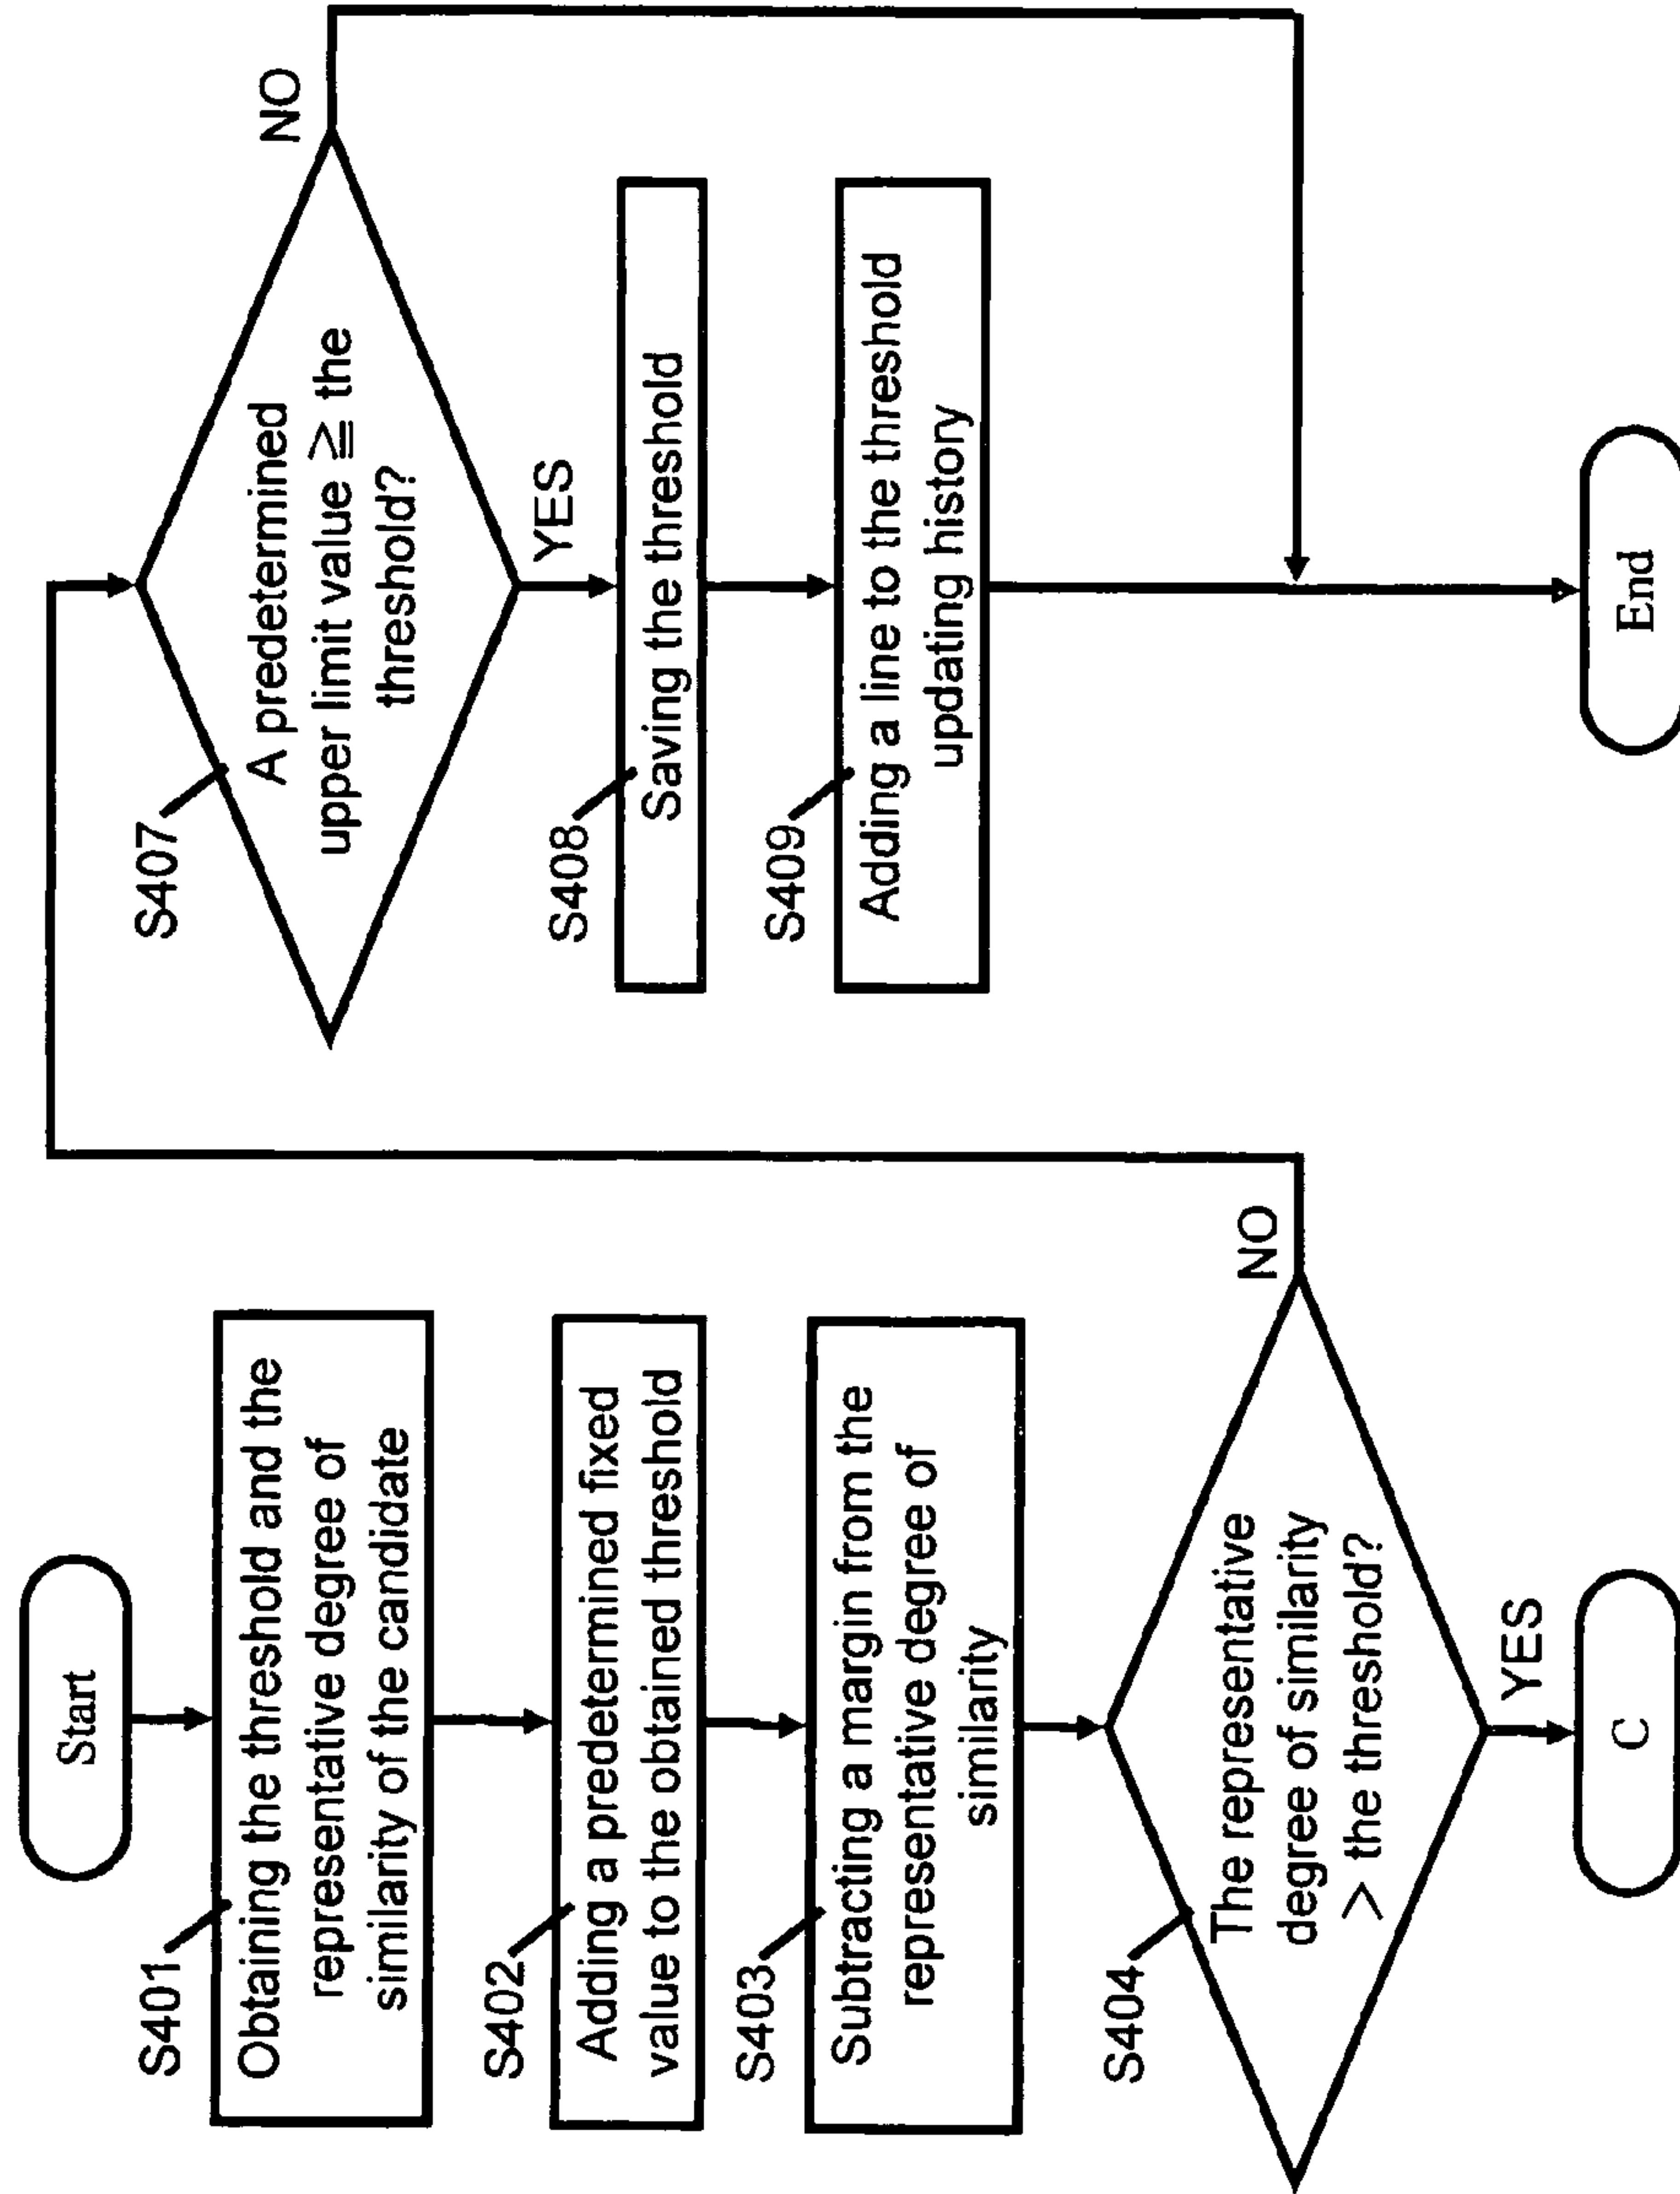 Start
S401
Obtaining the threshold and the
representative degree of
similarity of the candidate
S402
Adding a predetermined fixed
value to the obtained threshold
S403
Subtracting a margin from the
representative degree of
similarity
S404
The representative
degree of similarity
> the threshold?
NO
YES
C
S407
A predetermined
upper limit value ≧ the
threshold?
NO
YES
S408
Saving the threshold
S409
Adding a line to the threshold
updating history
End